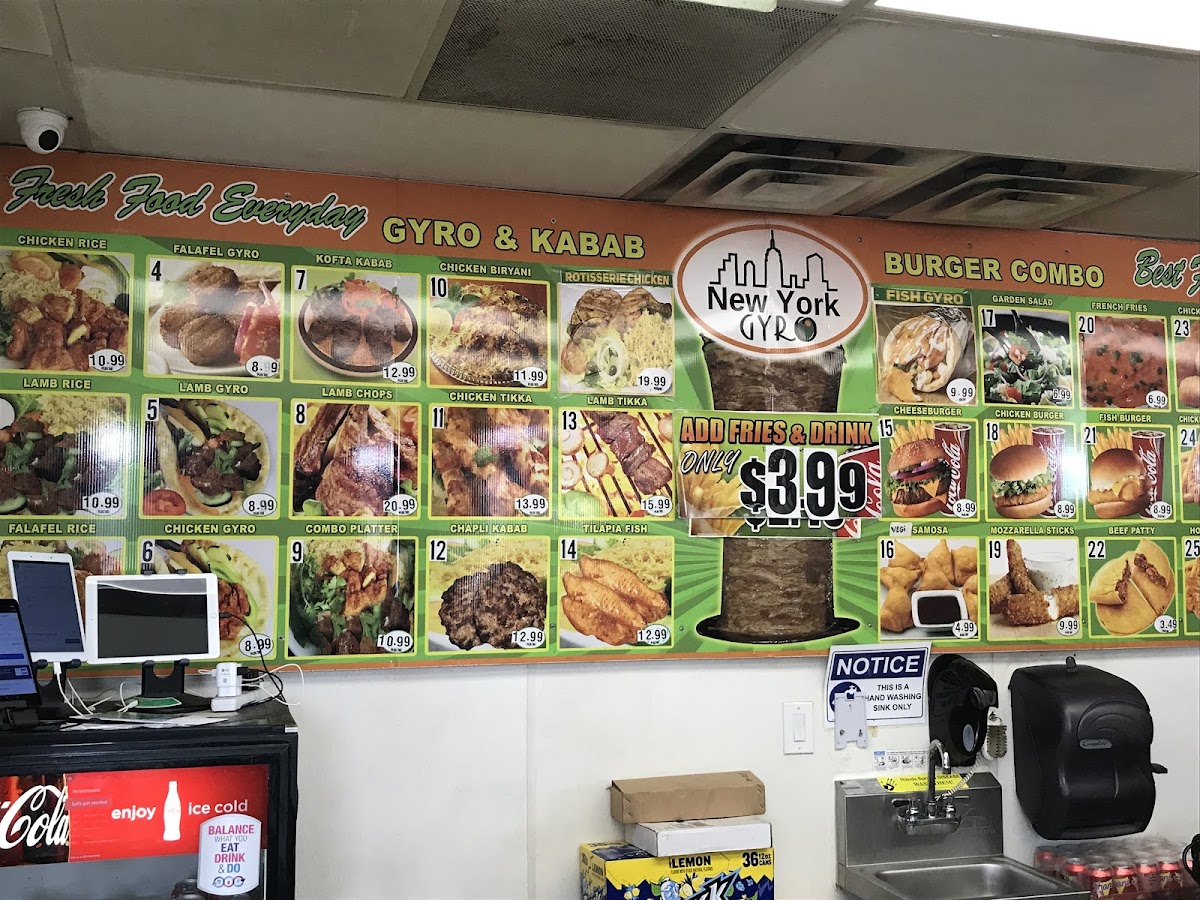 Fresh Food Everyday
GYRO & KABAB
New York
GYRO
BURGER COMBO
Best F
CHICKEN RICE
10.99
FALAFEL GYRO
4
8.99
KOFTA KABAB
7
12.99
CHICKEN BIRYANI
10
11.99
ROTISSERIE CHICKEN
19.99
FISH GYRO
9.99
GARDEN SALAD
17
6.99
FRENCH FRIES
20
6.99
23
LAMB RICE
10.99
LAMB GYRO
5
8.99
LAMB CHOPS
8
20.99
CHICKEN TIKKA
11
13.99
LAMB TIKKA
13
15.99
ADD FRIES & DRINK
ONLY
$3.99
CHEESEBURGER
15
8.99
CHICKEN BURGER
18
8.99
FISH BURGER
21
8.99
24
FALAFEL RICE
CHICKEN GYRO
6
8.99
COMBO PLATTER
9
10.99
CHAPLI KABAB
12
12.99
TILAPIA FISH
14
12.99
VEGI
SAMOSA
16
4.99
MOZZARELLA STICKS
19
9.99
BEEF PATTY
22
3.49
25
NOTICE
THIS IS A
HAND WASHING
SINK ONLY
Cola
enjoy ice cold
BALANCE
WHAT YOU
EAT
DRINK
& DO
LEMON
36 12oz CANS